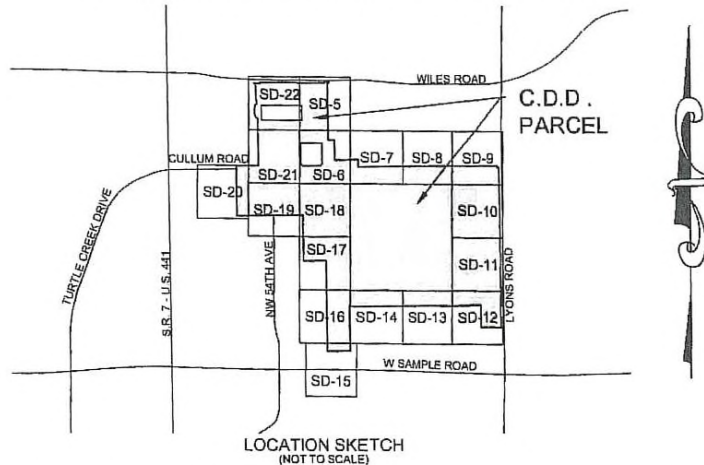 WILES ROAD
SD-22
SD-5
C.D.D.
PARCEL
CULLUM ROAD
SD-7
SD-8
SD-9
SD-21
SD-6
SD-20
SD-19
SD-18
SD-10
TURTLE CREEK DRIVE
S.R. 7 - U.S. 441
NW 54TH AVE
SD-17
SD-11
LYONS ROAD
SD-16
SD-14
SD-13
SD-12
W SAMPLE ROAD
SD-15
LOCATION SKETCH
(NOT TO SCALE)